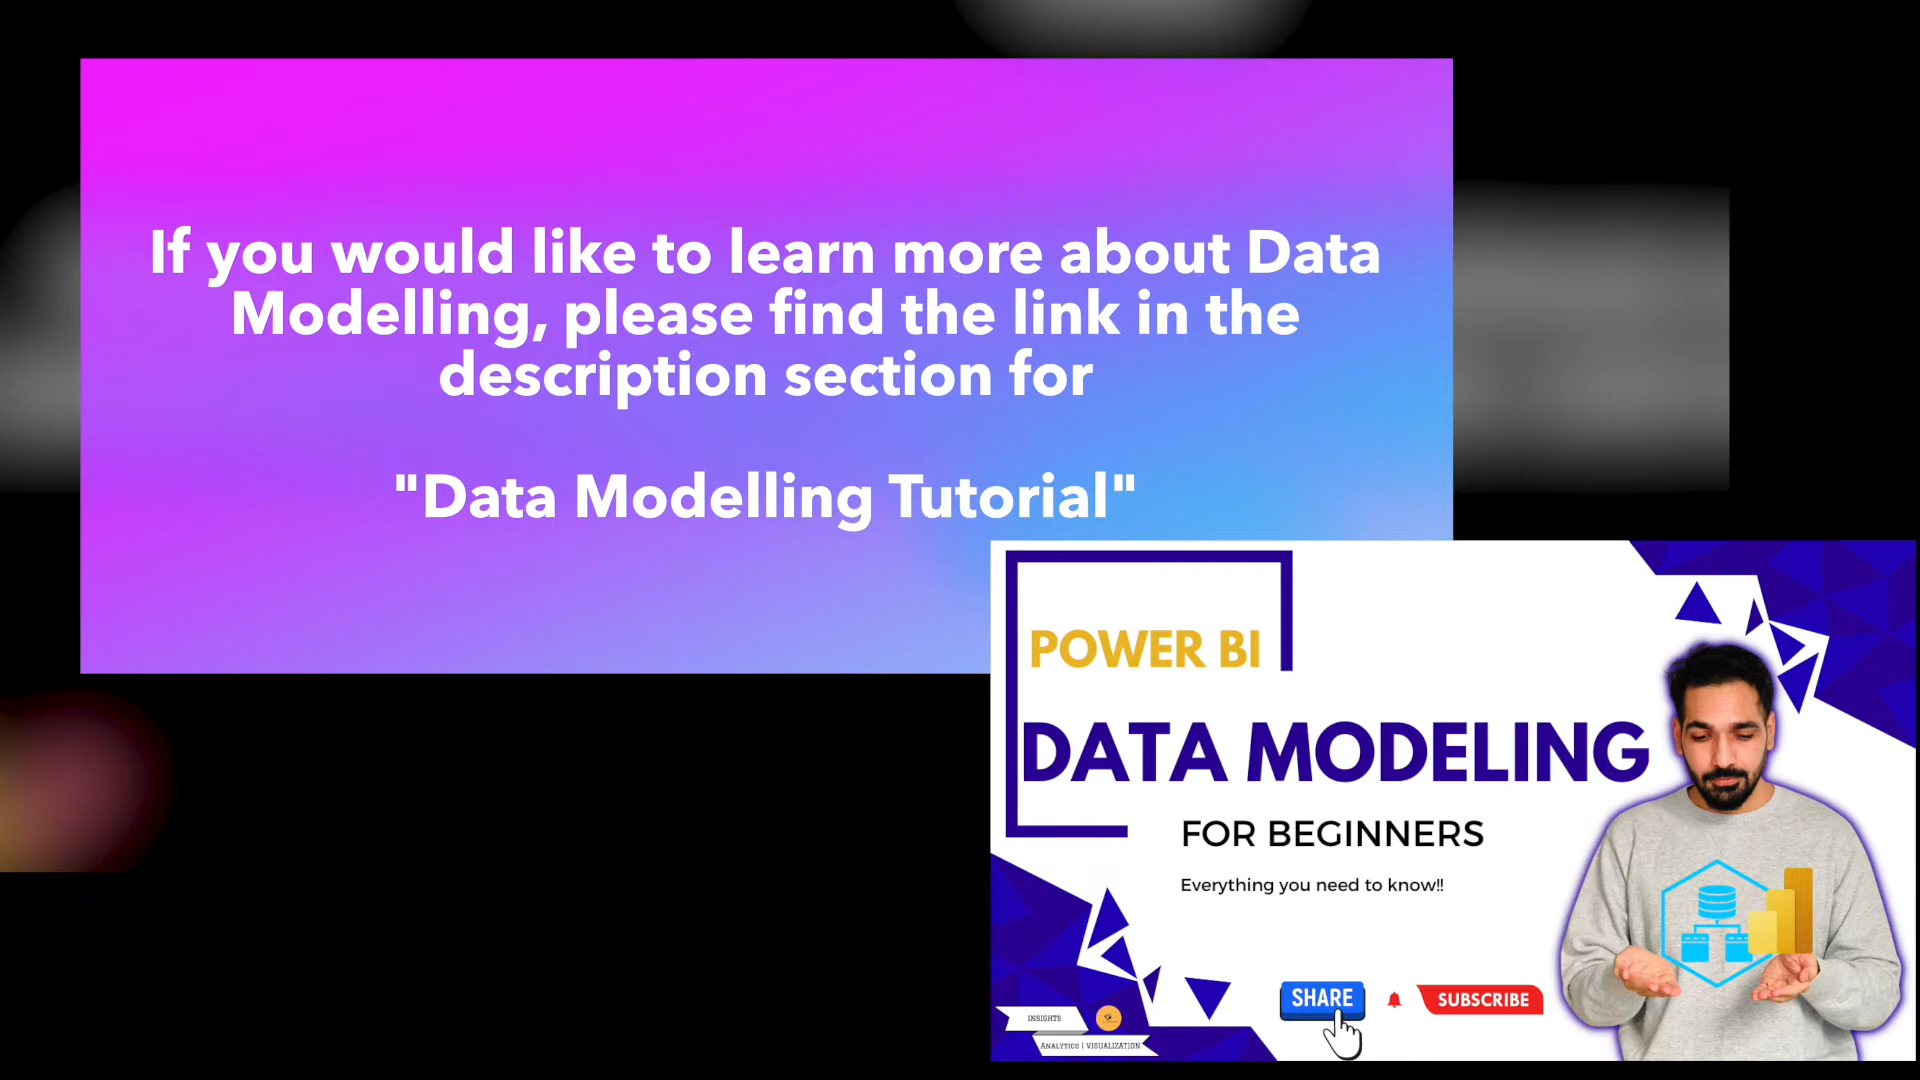 If you would like to learn more about Data
Modelling, please find the link in the
description section for
"Data Modelling Tutorial"
POWER BI
DATA MODELING
FOR BEGINNERS
Everything you need to know!!
SHARE
SUBSCRIBE
INSIGHTS
ANALYTICS | VISUALIZATION